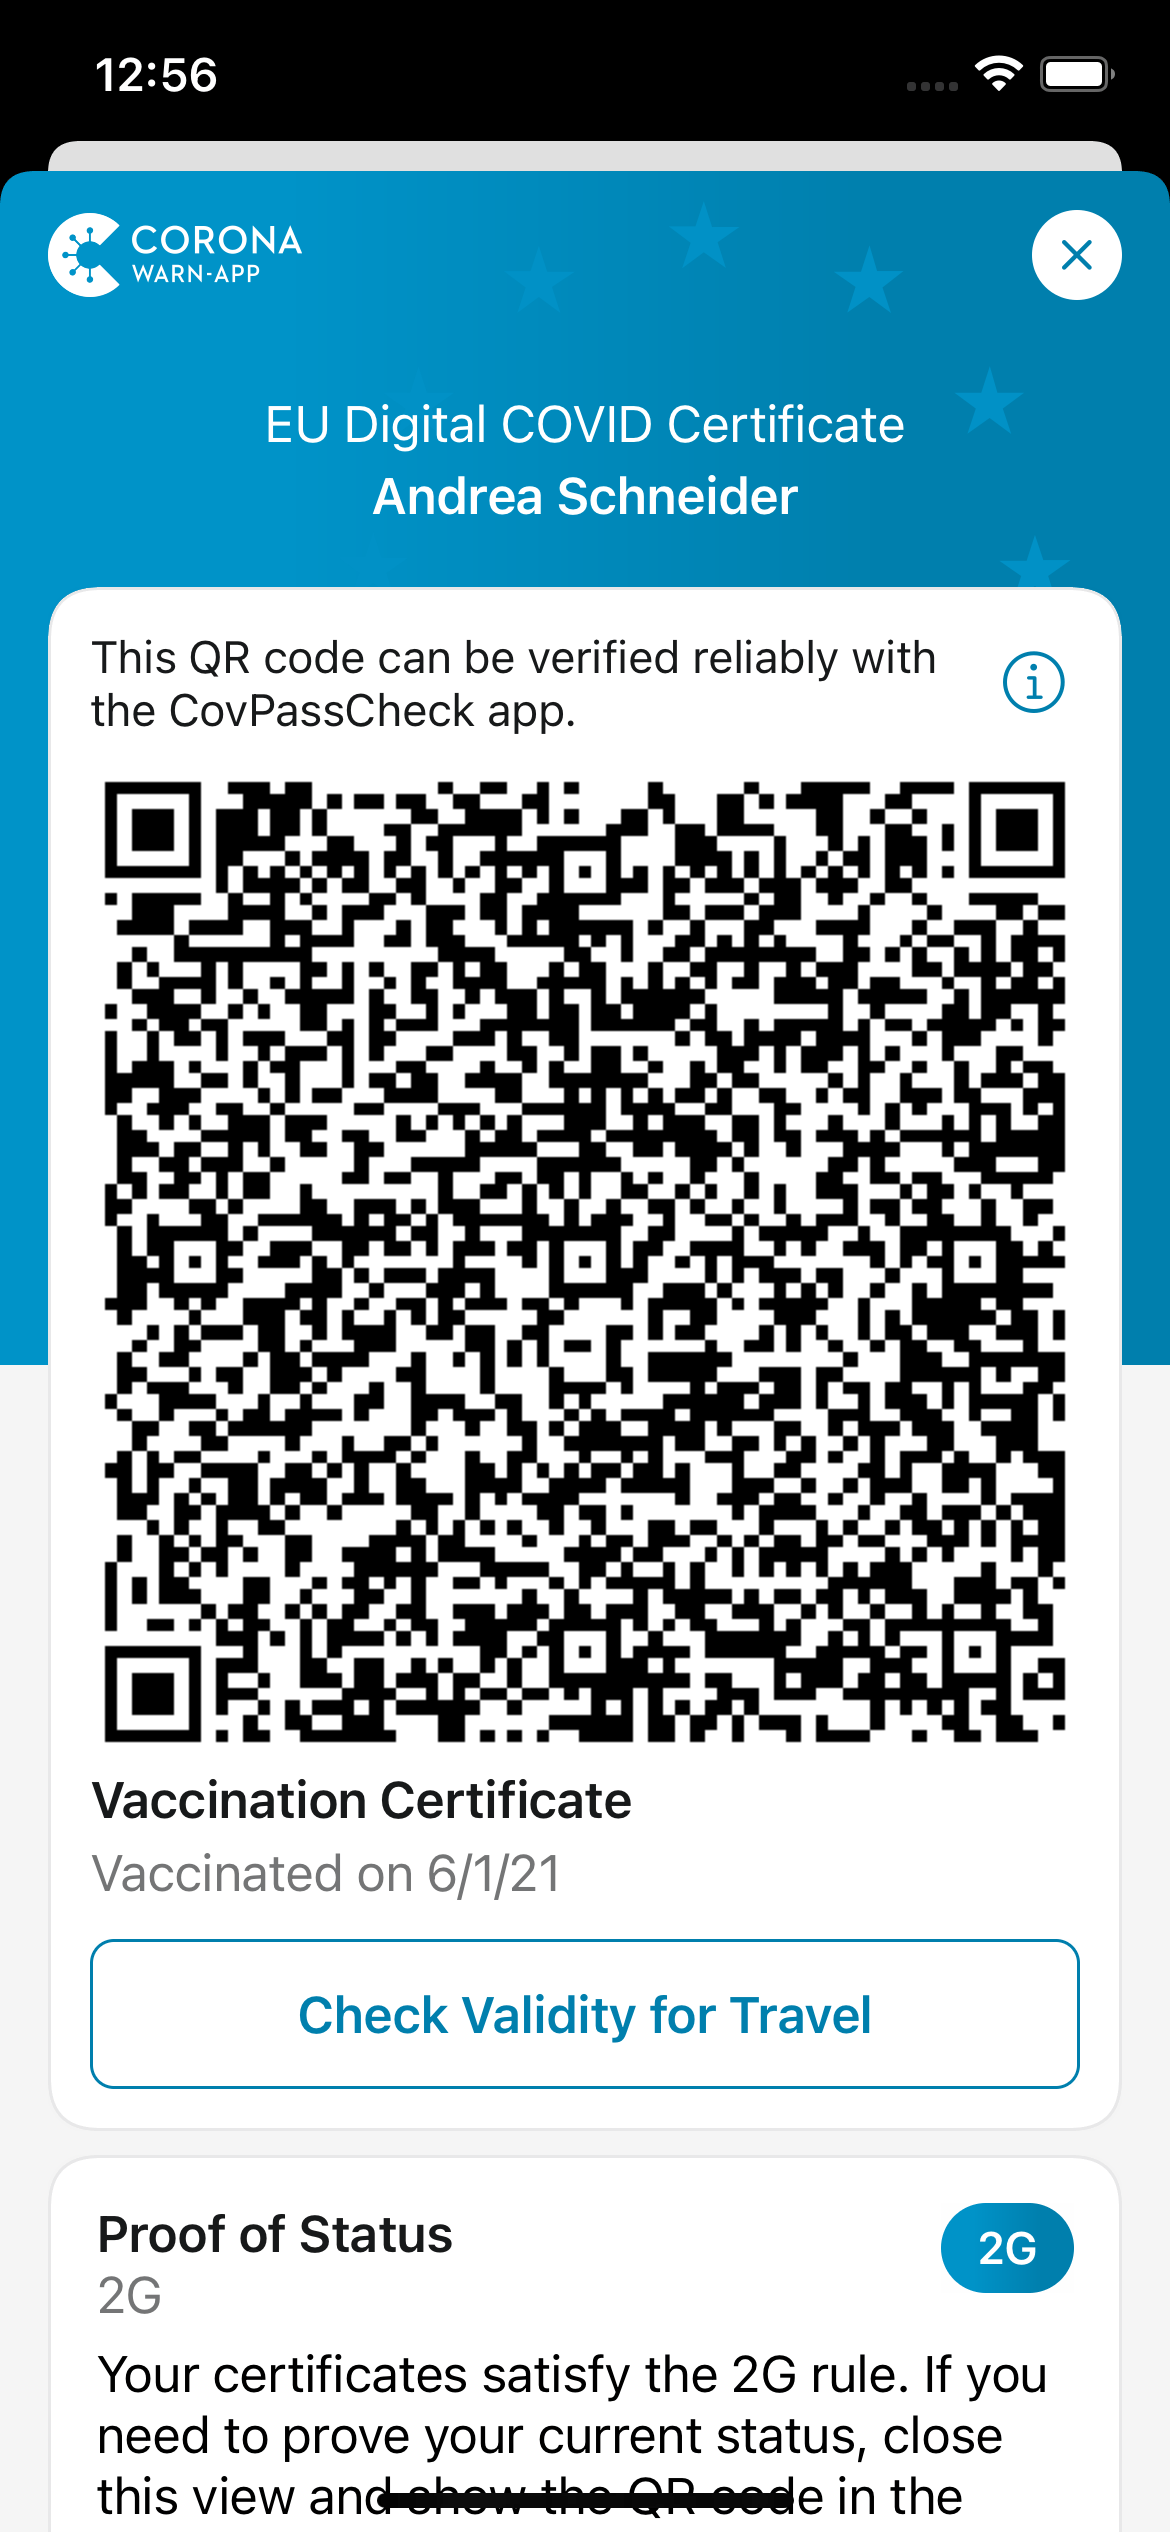 12:56
CORONA
WARN-APP
EU Digital COVID Certificate
Andrea Schneider
This QR code can be verified reliably with
the CovPassCheck app.
Vaccination Certificate
Vaccinated on 6/1/21
Check Validity for Travel
Proof of Status
2G
2G
Your certificates satisfy the 2G rule. If you
need to prove your current status, close
this view and show the QR code in the